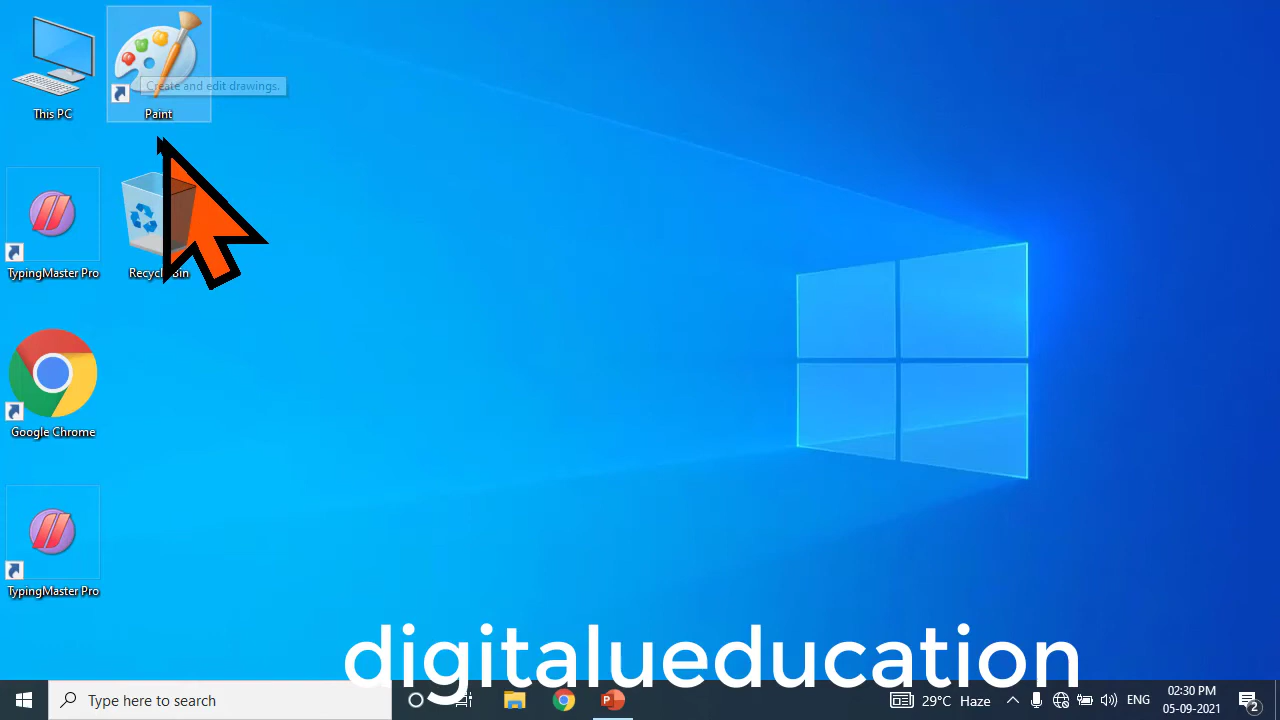 This PC
Paint
Create and edit drawings.
TypingMaster Pro
Recycle Bin
Google Chrome
TypingMaster Pro
digitalueducation
Type here to search
P
29°C Haze
ENG
02:30 PM
05-09-2021
2